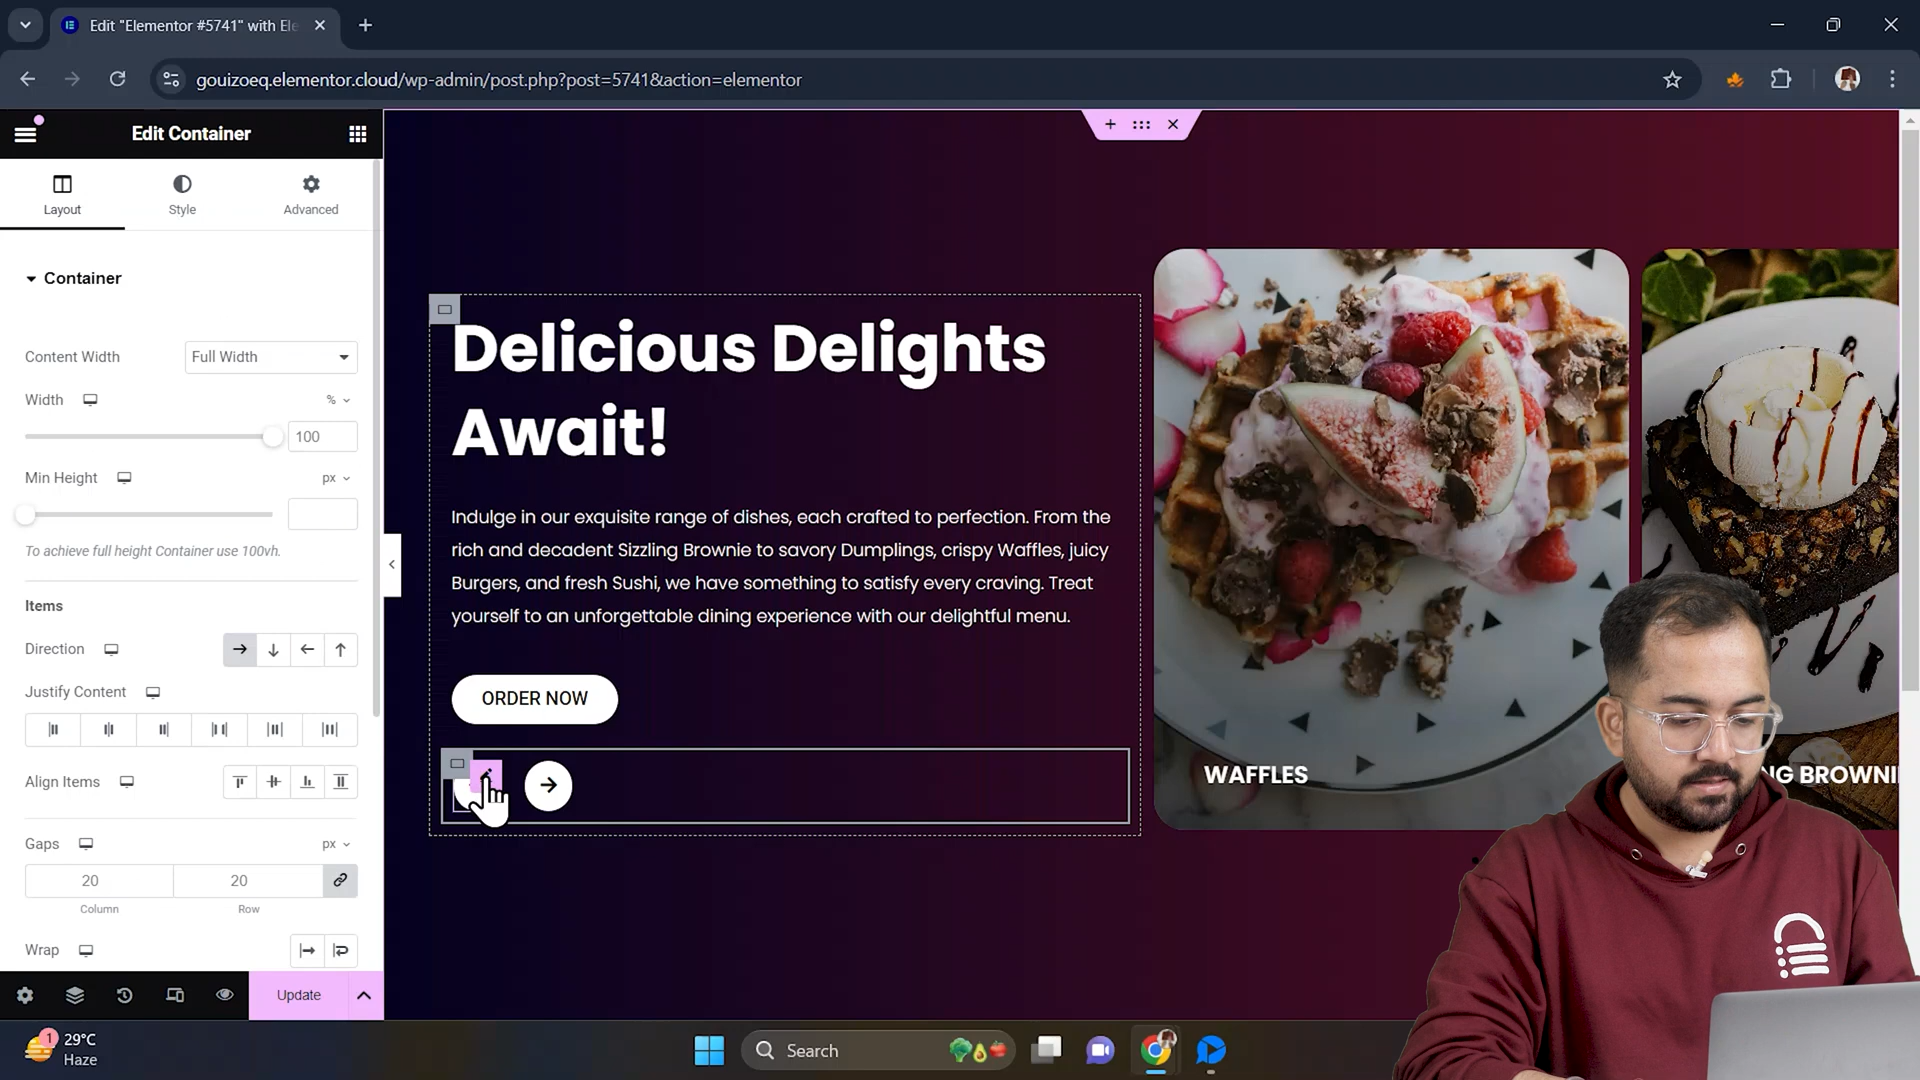 Edit "Elementor #5741" with Ele
gouizoeq.elementor.cloud/wp-admin/post.php?post=5741&action=elementor
Edit Container
Layout
Style
Advanced
Container
Content Width
Full Width
Width
%
100
Min Height
px
To achieve full height Container use 100vh.
Items
Direction
Justify Content
Align Items
Gaps
px
20
20
Column
Row
Wrap
Update
Delicious Delights
Await!
Indulge in our exquisite range of dishes, each crafted to perfection. From the
rich and decadent Sizzling Brownie to savory Dumplings, crispy Waffles, juicy
Burgers, and fresh Sushi, we have something to satisfy every craving. Treat
yourself to an unforgettable dining experience with our delightful menu.
ORDER NOW
WAFFLES
NG BROWNI
1
29°C
Haze
Search